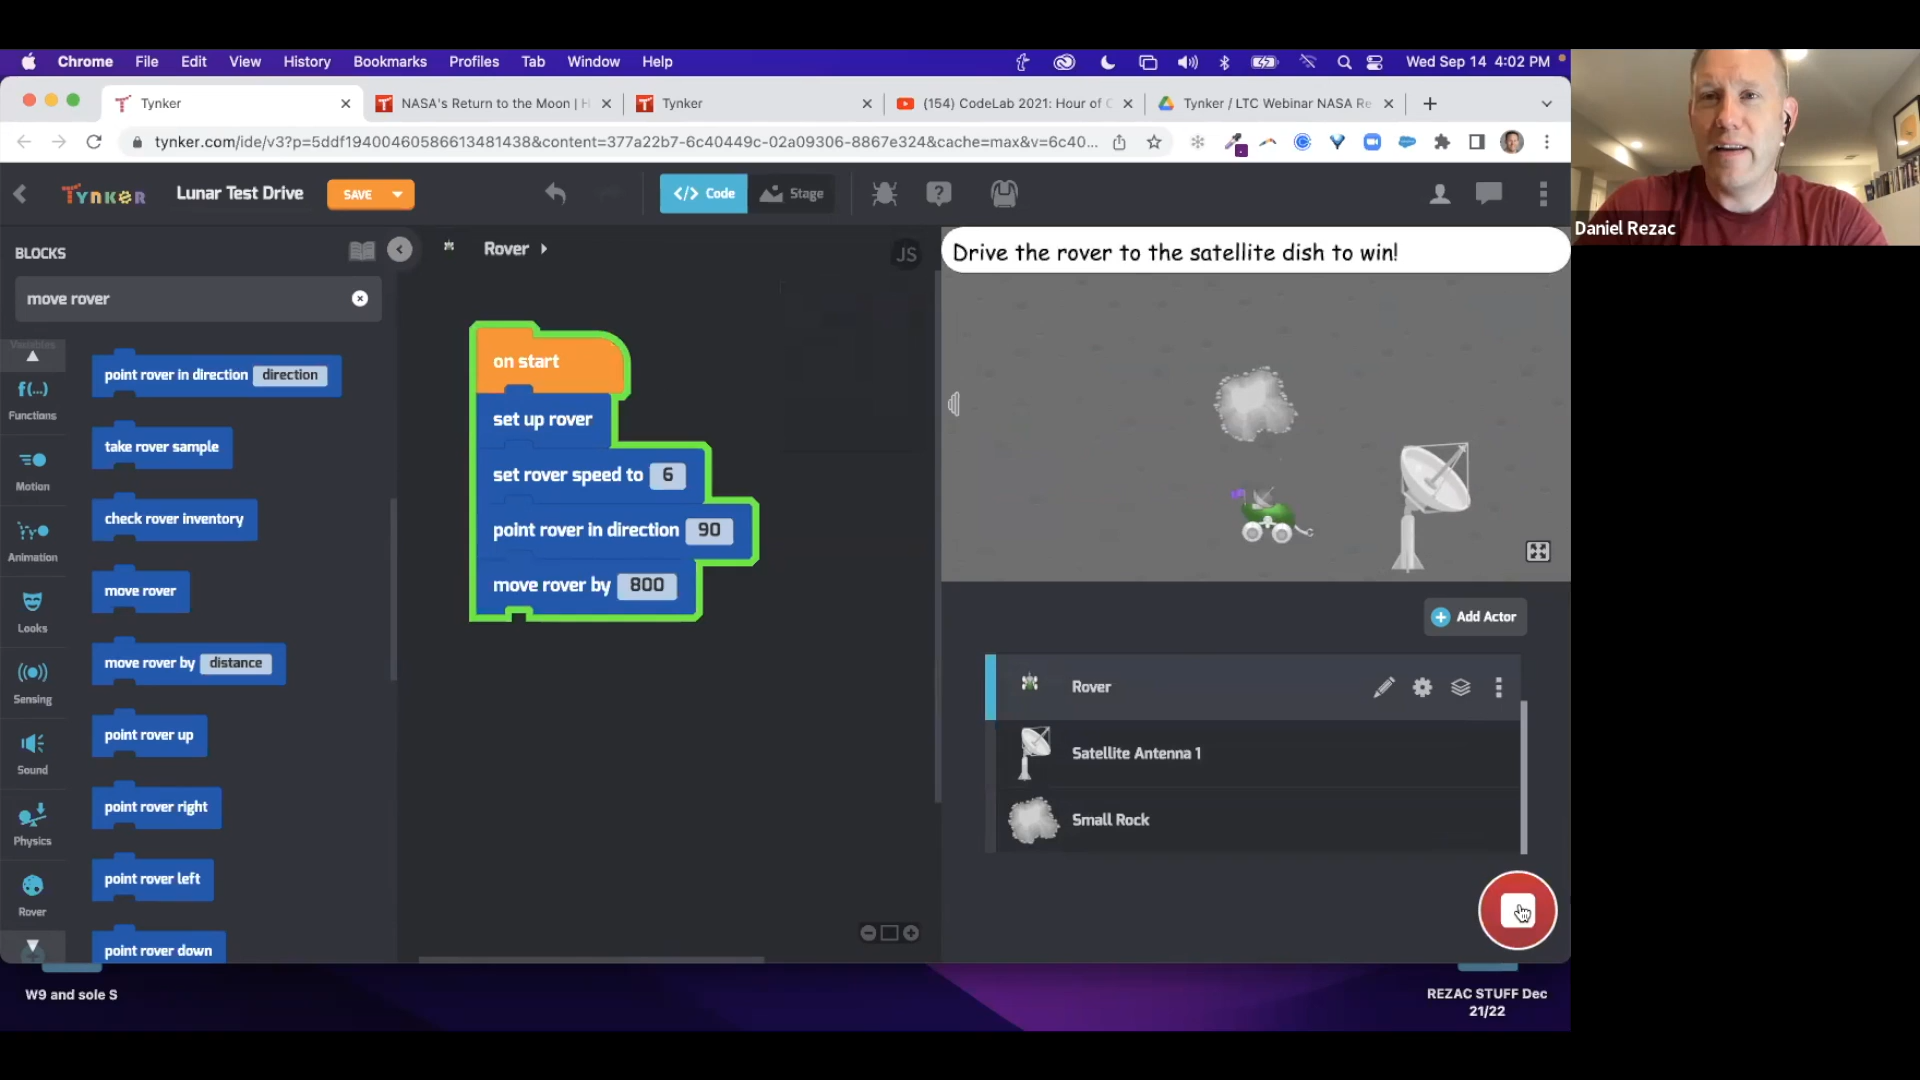 Chrome File Edit View History Bookmarks Profiles Tab Window Help Wed Sep 14 4:02 PM
Tynker NASA's Return to the Moon | H Tynker (154) CodeLab 2021: Hour of C Tynker / LTC Webinar NASA Re
tynker.com/ide/v3?p=5ddf19400460586613481438&content=377a22b7-6c40449c-02a09306-8867e324&cache=max&v=6c40...
TYNKER Lunar Test Drive SAVE </> Code Stage
Daniel Rezac
BLOCKS
Rover
JS
Drive the rover to the satellite dish to win!
move rover
Variables
f(...)
Functions
Motion
Animation
Looks
Sensing
Sound
Physics
Rover
point rover in direction direction
take rover sample
check rover inventory
move rover
move rover by distance
point rover up
point rover right
point rover left
point rover down
on start
set up rover
set rover speed to 6
point rover in direction 90
move rover by 800
Add Actor
Rover
Satellite Antenna 1
Small Rock
W9 and sole S
REZAC STUFF Dec
21/22